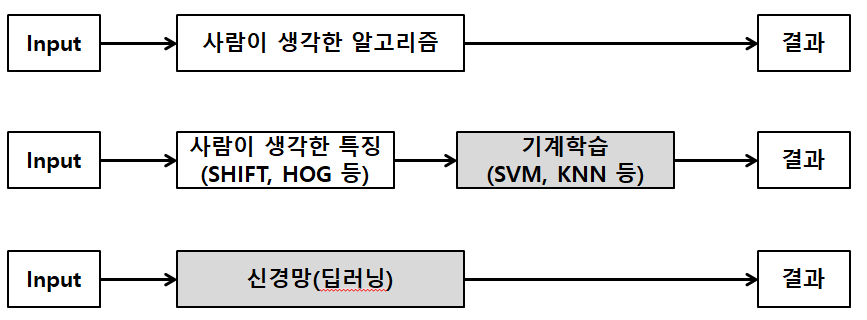 Input
사람이 생각한 알고리즘
결과
Input
사람이 생각한 특징
(SHIFT, HOG 등)
기계학습
(SVM, KNN 등)
결과
Input
신경망(딥러닝)
결과